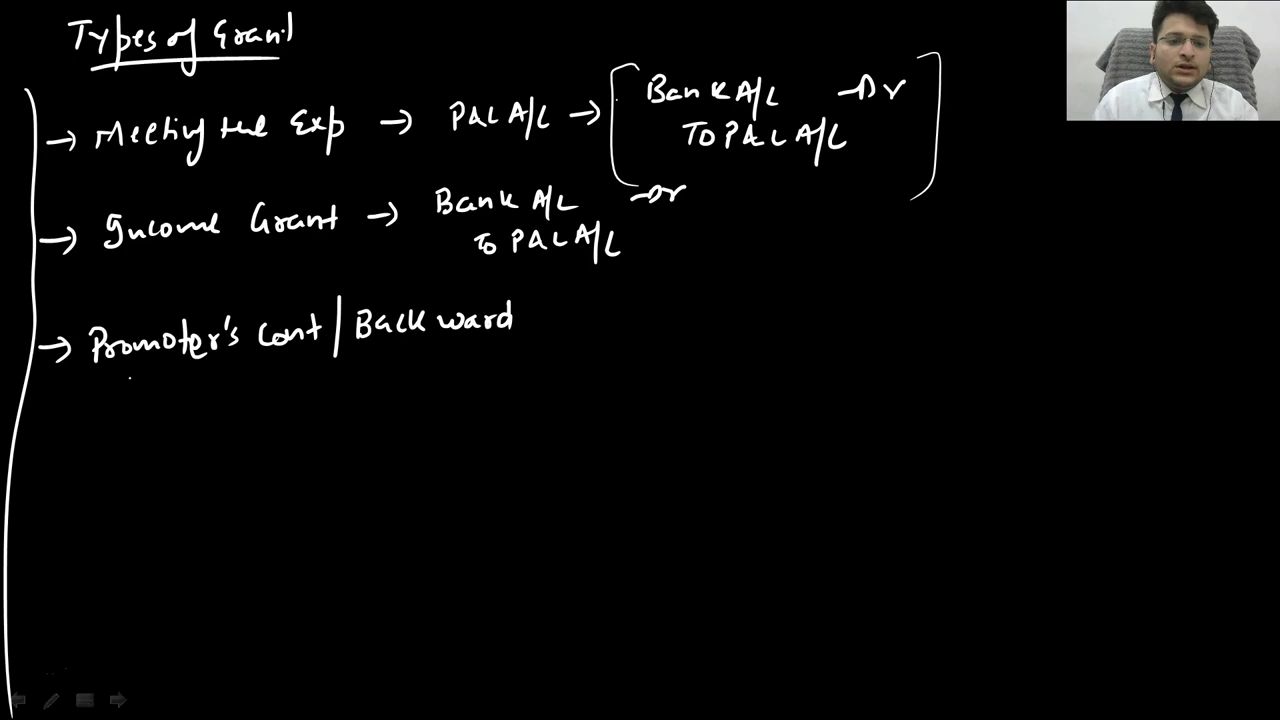 Types of Grant
→ Meeting the Exp → P&L A/L → Bank A/L Dr
To P&L A/L
→ Income Grant → Bank A/L Dr
To P&L A/L
→ Promoter's Cont | Backward